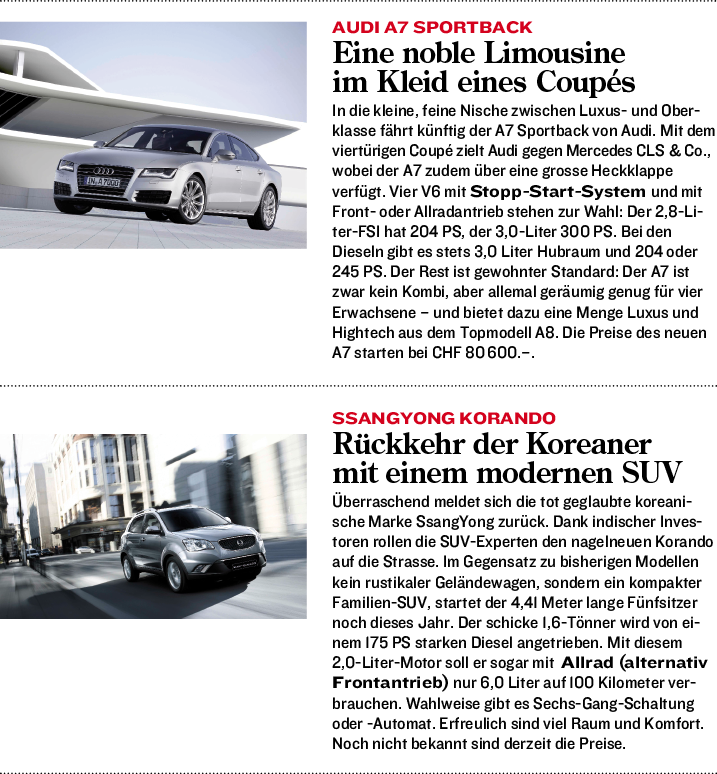 AUDI A7 SPORTBACK
Eine noble Limousine
im Kleid eines Coupés
In die kleine, feine Nische zwischen Luxus- und Ober-
klasse fährt künftig der A7 Sportback von Audi. Mit dem
viertürigen Coupé zielt Audi gegen Mercedes CLS & Co.,
wobei der A7 zudem über eine grosse Heckklappe
verfügt. Vier V6 mit Stopp-Start-System und mit
Front- oder Allradantrieb stehen zur Wahl: Der 2,8-Li-
ter-FSI hat 204 PS, der 3,0-Liter 300 PS. Bei den
Dieseln gibt es stets 3,0 Liter Hubraum und 204 oder
245 PS. Der Rest ist gewohnter Standard: Der A7 ist
zwar kein Kombi, aber allemal geräumig genug für vier
Erwachsene – und bietet dazu eine Menge Luxus und
Hightech aus dem Topmodell A8. Die Preise des neuen
A7 starten bei CHF 80 600.–.
SSANGYONG KORANDO
Rückkehr der Koreaner
mit einem modernen SUV
Überraschend meldet sich die tot geglaubte koreani-
sche Marke SsangYong zurück. Dank indischer Inves-
toren rollen die SUV-Experten den nagelneuen Korando
auf die Strasse. Im Gegensatz zu bisherigen Modellen
kein rustikaler Geländewagen, sondern ein kompakter
Familien-SUV, startet der 4,41 Meter lange Fünfsitzer
noch dieses Jahr. Der schicke 1,6-Tönner wird von ei-
nem 175 PS starken Diesel angetrieben. Mit diesem
2,0-Liter-Motor soll er sogar mit Allrad (alternativ
Frontantrieb) nur 6,0 Liter auf 100 Kilometer ver-
brauchen. Wahlweise gibt es Sechs-Gang-Schaltung
oder -Automat. Erfreulich sind viel Raum und Komfort.
Noch nicht bekannt sind derzeit die Preise.